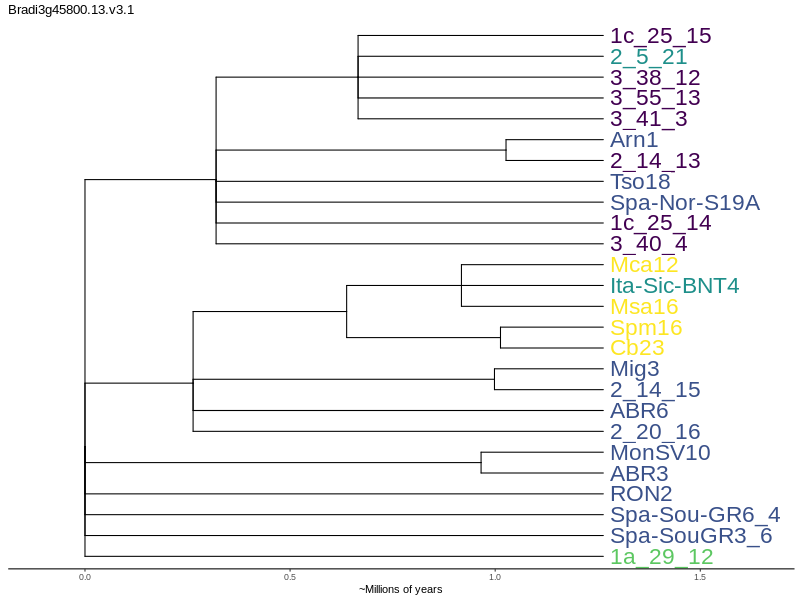 Bradi3g45800.13.v3.1
1c_25_15
2_5_21
3_38_12
3_55_13
3_41_3
Arn1
2_14_13
Tso18
Spa-Nor-S19A
1c_25_14
3_40_4
Mca12
Ita-Sic-BNT4
Msa16
Spm16
Cb23
Mig3
2_14_15
ABR6
2_20_16
MonSV10
ABR3
RON2
Spa-Sou-GR6_4
Spa-SouGR3_6
1a_29_12
0.0 0.5 1.0 1.5
~Millions of years